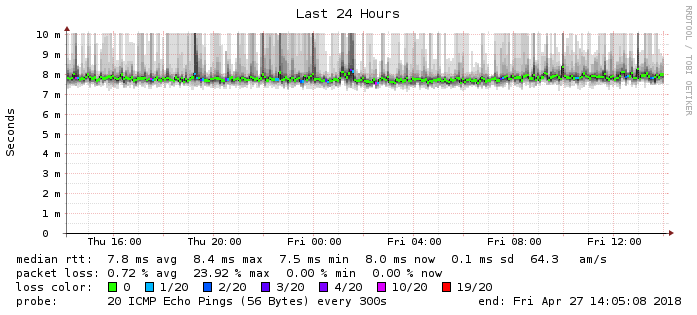 Last 24 Hours
RRDTOOL / TOBI OETIKER
Seconds
10 m
9 m
8 m
7 m
6 m
5 m
4 m
3 m
2 m
1 m
0
Thu 16:00 Thu 20:00 Fri 00:00 Fri 04:00 Fri 08:00 Fri 12:00
median rtt: 7.8 ms avg 8.4 ms max 7.5 ms min 8.0 ms now 0.1 ms sd 64.3 am/s
packet loss: 0.72 % avg 23.92 % max 0.00 % min 0.00 % now
loss color: 0 1/20 2/20 3/20 4/20 10/20 19/20
probe: 20 ICMP Echo Pings (56 Bytes) every 300s end: Fri Apr 27 14:05:08 2018